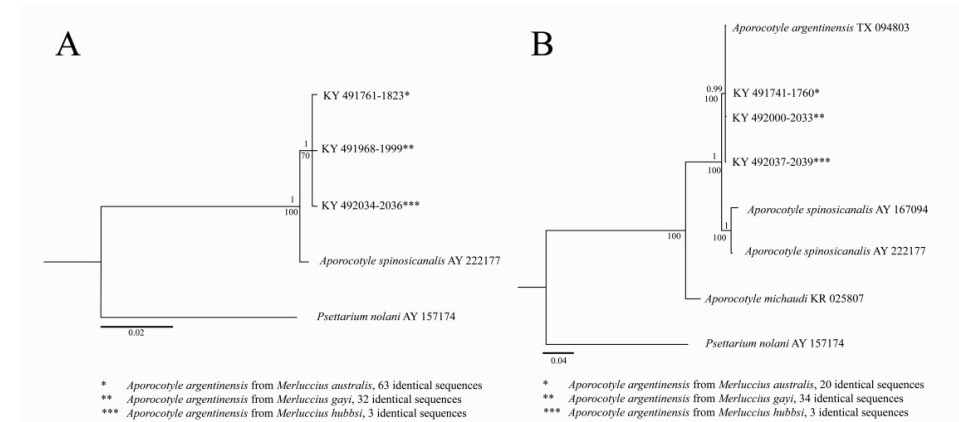 A
KY 491761-1823*
1
70
KY 491968-1999**
1
100
KY 492034-2036***
Aporocotyle spinosicanalis AY 222177
Psettarium nolani AY 157174
0.02
* Aporocotyle argentinensis from Merluccius australis, 63 identical sequences
** Aporocotyle argentinensis from Merluccius gayi, 32 identical sequences
*** Aporocotyle argentinensis from Merluccius hubbsi, 3 identical sequences
B
Aporocotyle argentinensis TX 094803
0.99
100
KY 491741-1760*
KY 492000-2033**
1
100
KY 492037-2039***
Aporocotyle spinosicanalis AY 167094
1
100
100
Aporocotyle spinosicanalis AY 222177
Aporocotyle michaudi KR 025807
Psettarium nolani AY 157174
0.04
* Aporocotyle argentinensis from Merluccius australis, 20 identical sequences
** Aporocotyle argentinensis from Merluccius gayi, 34 identical sequences
*** Aporocotyle argentinensis from Merluccius hubbsi, 3 identical sequences